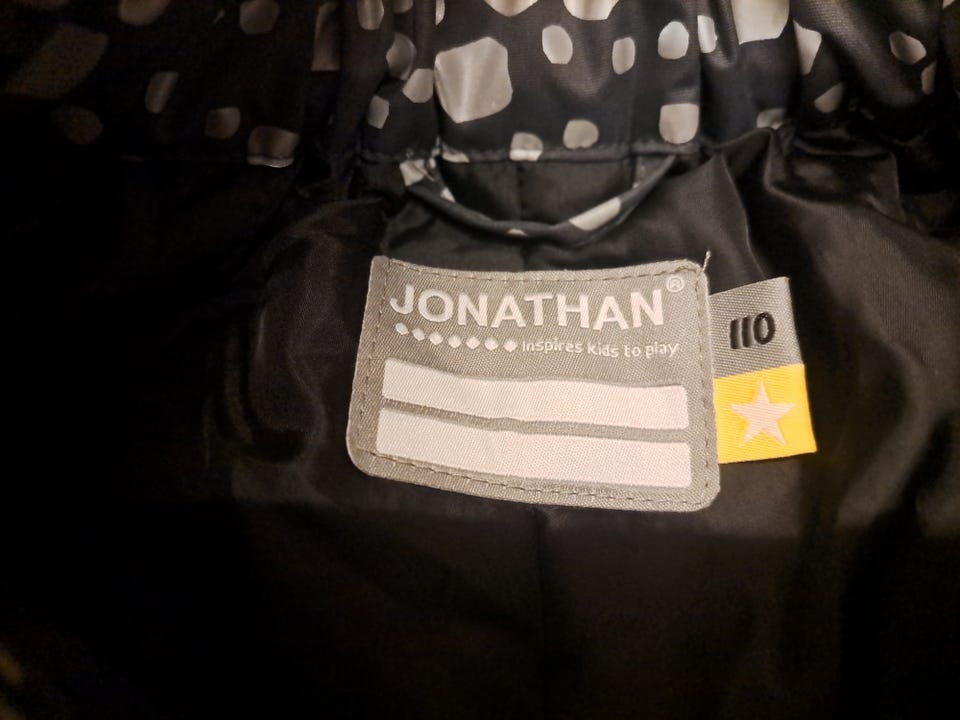 JONATHAN®
Inspires kids to play
110